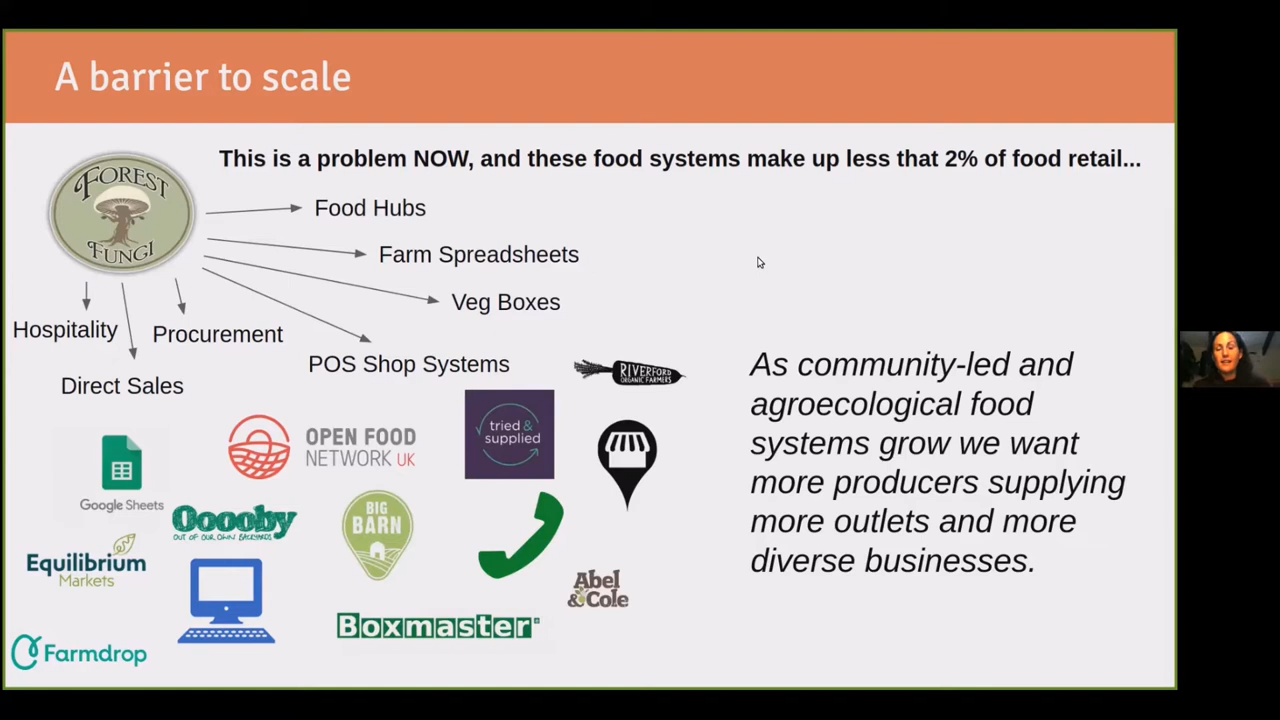 A barrier to scale
This is a problem NOW, and these food systems make up less that 2% of food retail...
FOREST
FUNGI
Food Hubs
Farm Spreadsheets
Veg Boxes
Hospitality
Procurement
POS Shop Systems
Direct Sales
RIVERFORD
ORGANIC FARMERS
As community-led and
agroecological food
systems grow we want
more producers supplying
more outlets and more
diverse businesses.
OPEN FOOD
NETWORK UK
tried &
supplied
Google Sheets
Ooooby
OUT OF OUR OWN BACKYARDS
BIG
BARN
Equilibrium
Markets
Abel
&Cole
Boxmaster
Farmdrop